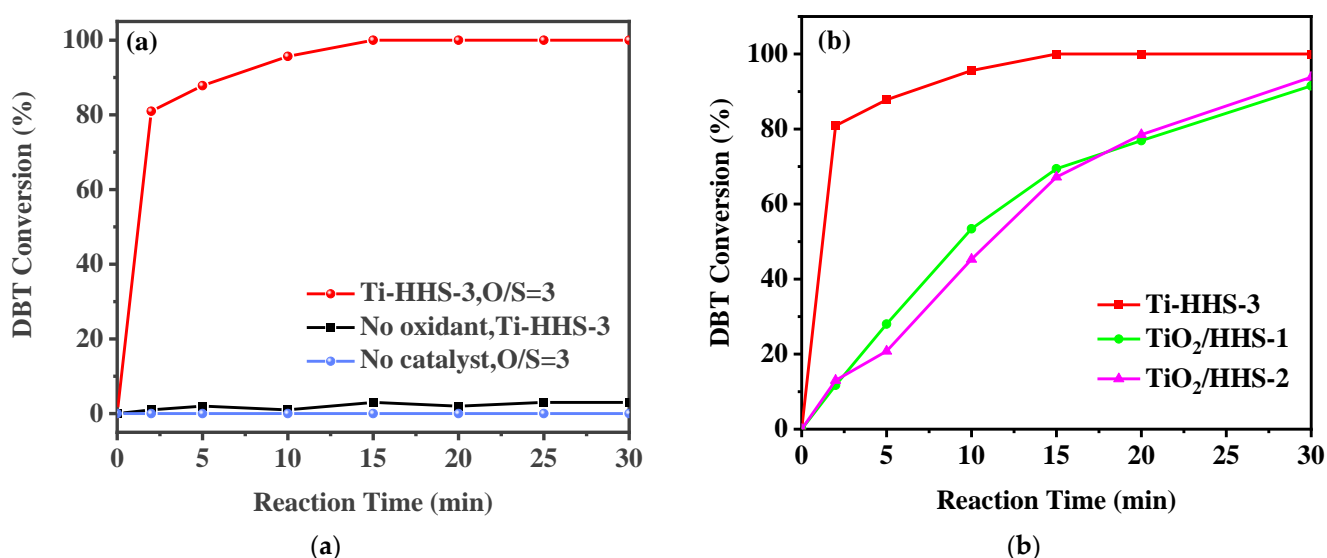 (a)
DBT Conversion (%)
100
80
60
40
20
0
Ti-HHS-3,O/S=3
No oxidant,Ti-HHS-3
No catalyst,O/S=3
0 5 10 15 20 25 30
Reaction Time (min)
(a)
(b)
DBT Conversion (%)
100
80
60
40
20
0
Ti-HHS-3
TiO₂/HHS-1
TiO₂/HHS-2
0 5 10 15 20 25 30
Reaction Time (min)
(b)